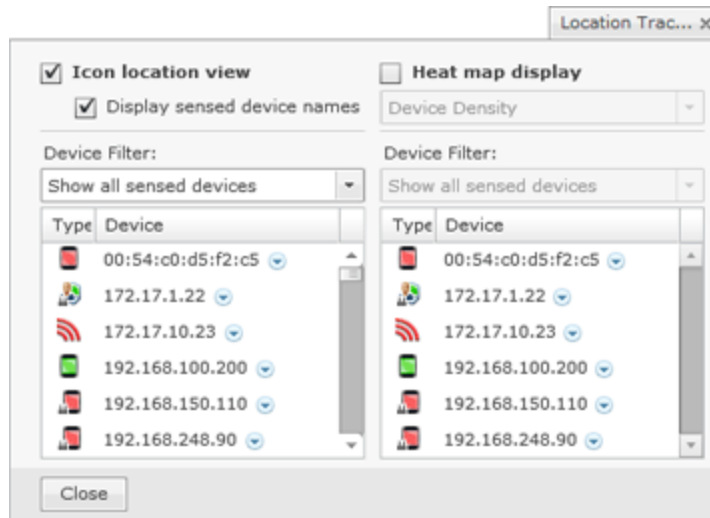 Location Trac... x
Icon location view
Display sensed device names
Device Filter:
Show all sensed devices
Type Device
00:54:c0:d5:f2:c5
172.17.1.22
172.17.10.23
192.168.100.200
192.168.150.110
192.168.248.90
Heat map display
Device Density
Device Filter:
Show all sensed devices
Type Device
00:54:c0:d5:f2:c5
172.17.1.22
172.17.10.23
192.168.100.200
192.168.150.110
192.168.248.90
Close